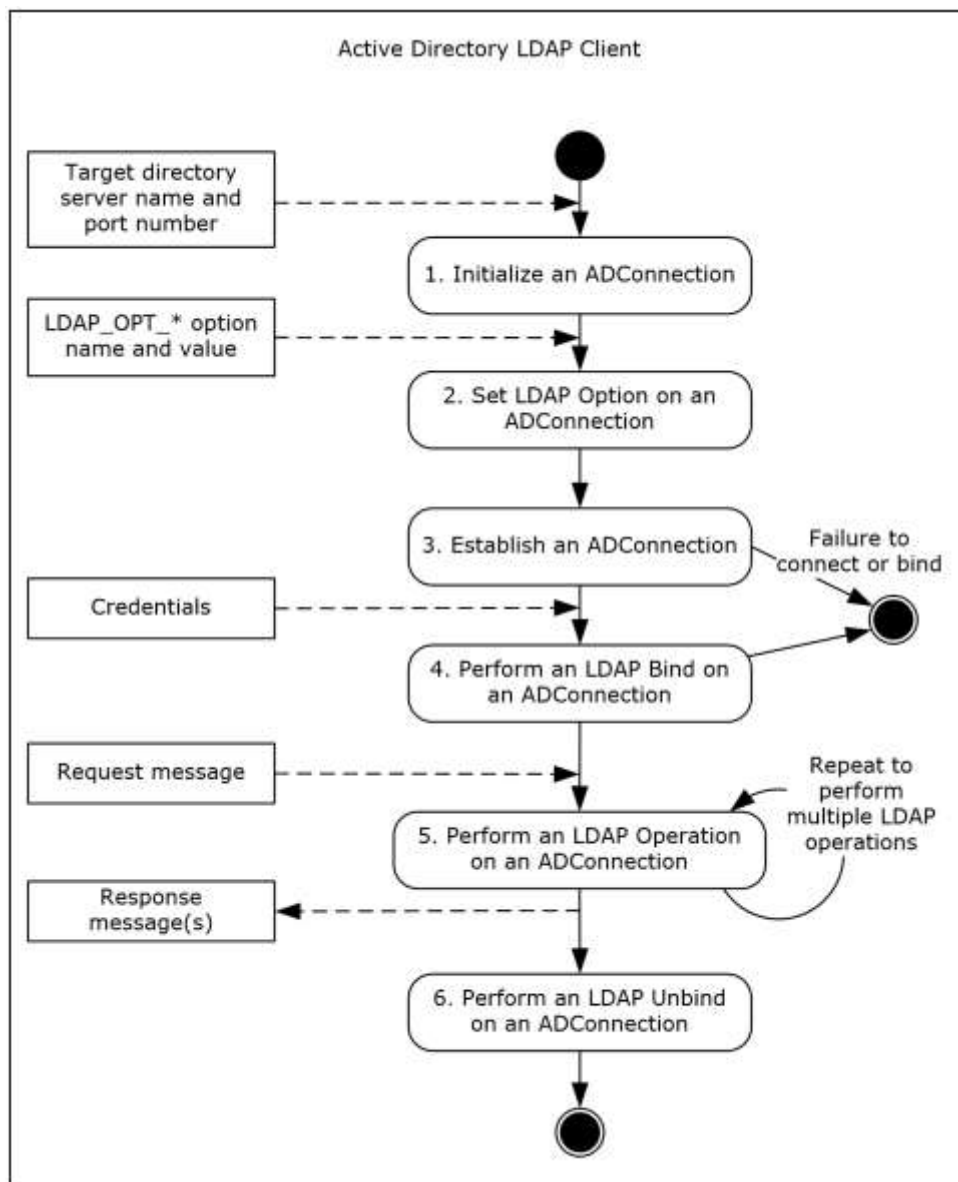 Active Directory LDAP Client
Target directory
server name and
port number
1. Initialize an ADConnection
LDAP_OPT_* option
name and value
2. Set LDAP Option on an
ADConnection
3. Establish an ADConnection
Failure to
connect or bind
Credentials
4. Perform an LDAP Bind on
an ADConnection
Request message
Repeat to
perform
multiple LDAP
operations
5. Perform an LDAP Operation
on an ADConnection
Response
message(s)
6. Perform an LDAP Unbind
on an ADConnection